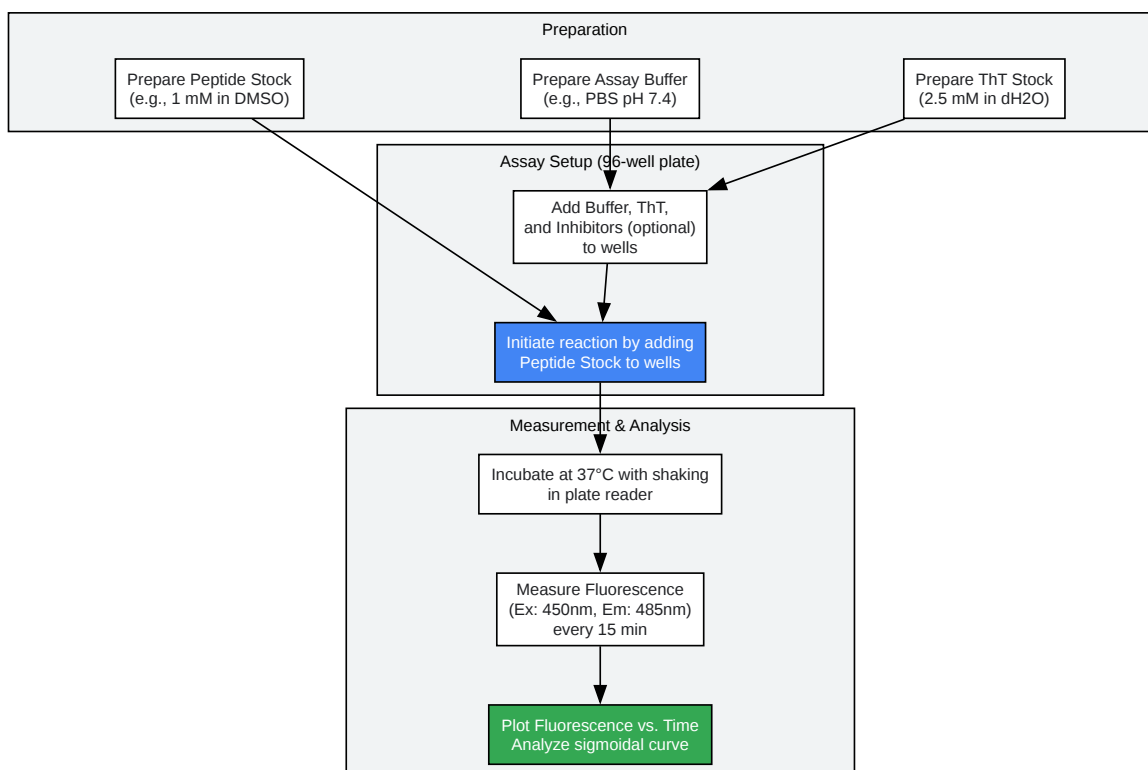 Preparation
Prepare Peptide Stock
(e.g., 1 mM in DMSO)
Prepare Assay Buffer
(e.g., PBS pH 7.4)
Prepare ThT Stock
(2.5 mM in dH2O)
Assay Setup (96-well plate)
Add Buffer, ThT,
and Inhibitors (optional)
to wells
Initiate reaction by adding
Peptide Stock to wells
Measurement & Analysis
Incubate at 37°C with shaking
in plate reader
Measure Fluorescence
(Ex: 450nm, Em: 485nm)
every 15 min
Plot Fluorescence vs. Time
Analyze sigmoidal curve